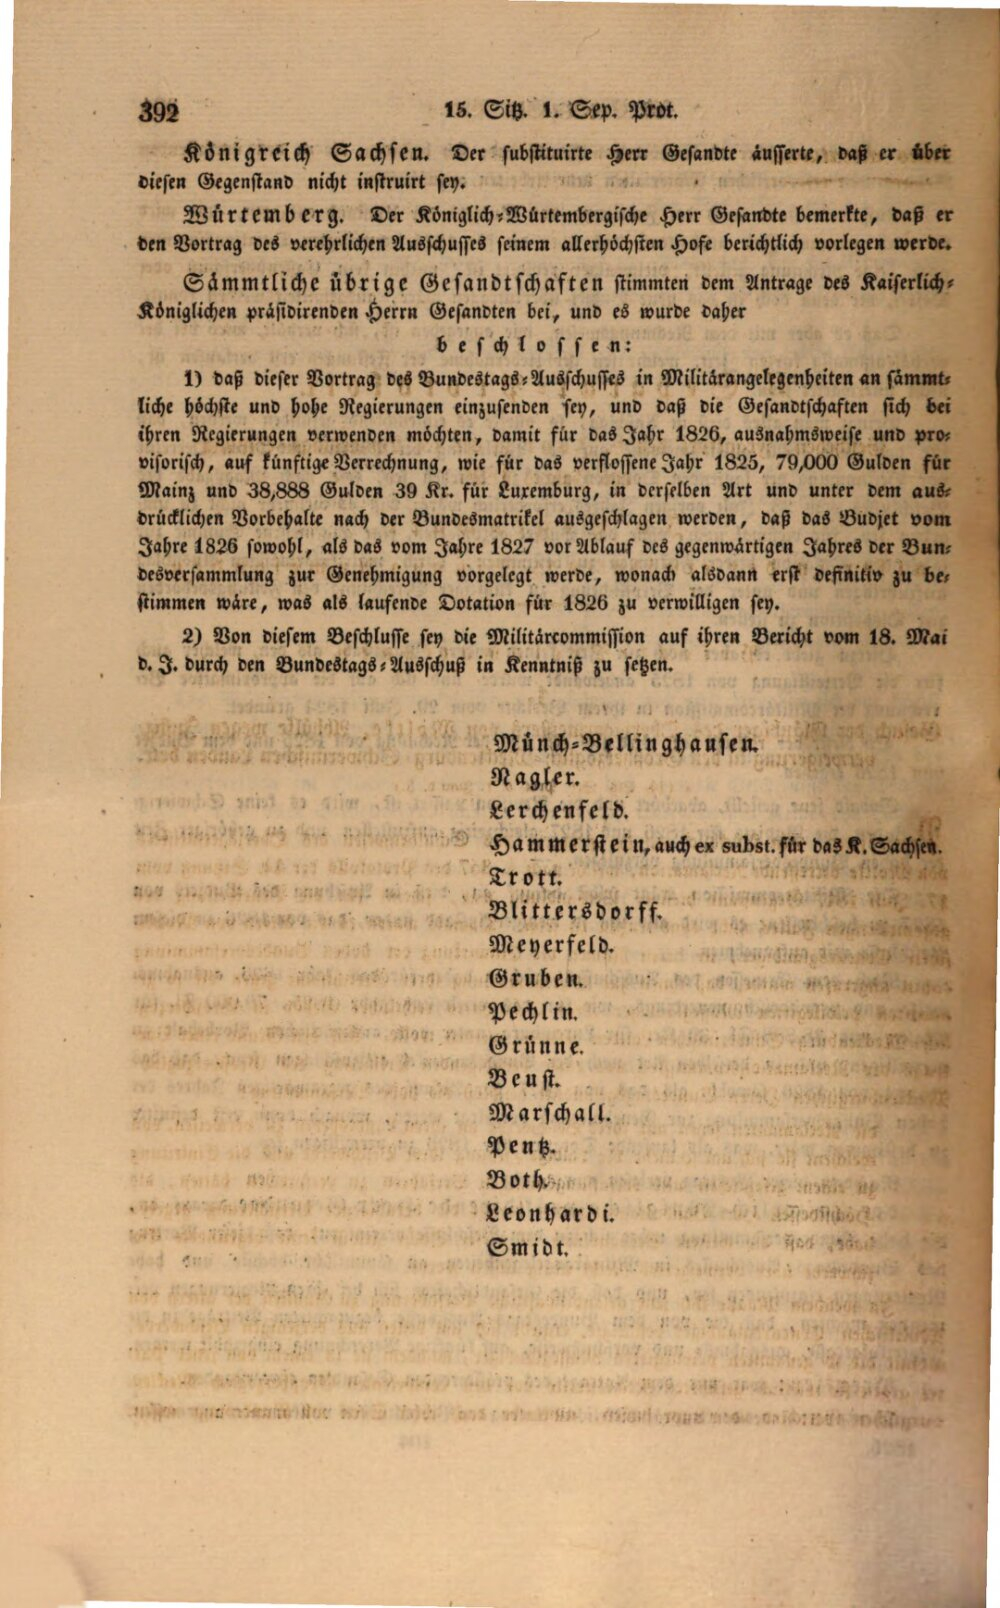 392 15. Sitz. 1. Sep. Prot.
Königreich Sachsen. Der substituirte Herr Gesandte äusserte, daß er über
diesen Gegenstand nicht instruirt sey.
Würtemberg. Der Königlich-Würtembergische Herr Gesandte bemerkte, daß er
den Vortrag des verehrlichen Ausschusses seinem allerhöchsten Hofe berichtlich vorlegen werde.
Sämmtliche übrige Gesandtschaften stimmten dem Antrage des Kaiserlich-
Königlichen präsidirenden Herrn Gesandten bei, und es wurde daher
beschlossen:
1) daß dieser Vortrag des Bundestags-Ausschusses in Militärangelegenheiten an sämmt-
liche höchste und hohe Regierungen einzusenden sey, und daß die Gesandtschaften sich bei
ihren Regierungen verwenden möchten, damit für das Jahr 1826, ausnahmsweise und pro-
visorisch, auf künftige Verrechnung, wie für das verflossene Jahr 1825, 79,000 Gulden für
Mainz und 38,888 Gulden 39 Kr. für Luxemburg, in derselben Art und unter dem aus-
drücklichen Vorbehalte nach der Bundesmatrikel ausgeschlagen werden, daß das Budjet vom
Jahre 1826 sowohl, als das vom Jahre 1827 vor Ablauf des gegenwärtigen Jahres der Bun-
desversammlung zur Genehmigung vorgelegt werde, wonach alsdann erst definitiv zu be-
stimmen wäre, was als laufende Dotation für 1826 zu verwilligen sey.
2) Von diesem Beschlusse sey die Militärcommission auf ihren Bericht vom 18. Mai
d. J. durch den Bundestags-Ausschuß in Kenntniß zu setzen.
Münch-Bellinghausen.
Nagler.
Lerchenfeld.
Hammerstein, auch ex subst. für das K. Sachsen.
Trott.
Blittersdorff.
Meyerfeld.
Gruben.
Pechlin.
Grünne.
Beust.
Marschall.
Pentz.
Both.
Leonhardi.
Smidt.